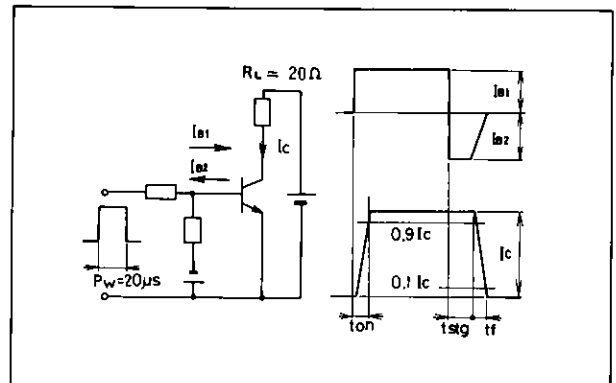 RL = 20Ω
IB1
IB2
Ic
Pw=20μs
IB1
IB2
0,9 Ic
0,1 Ic
Ic
ton
tstg
tf